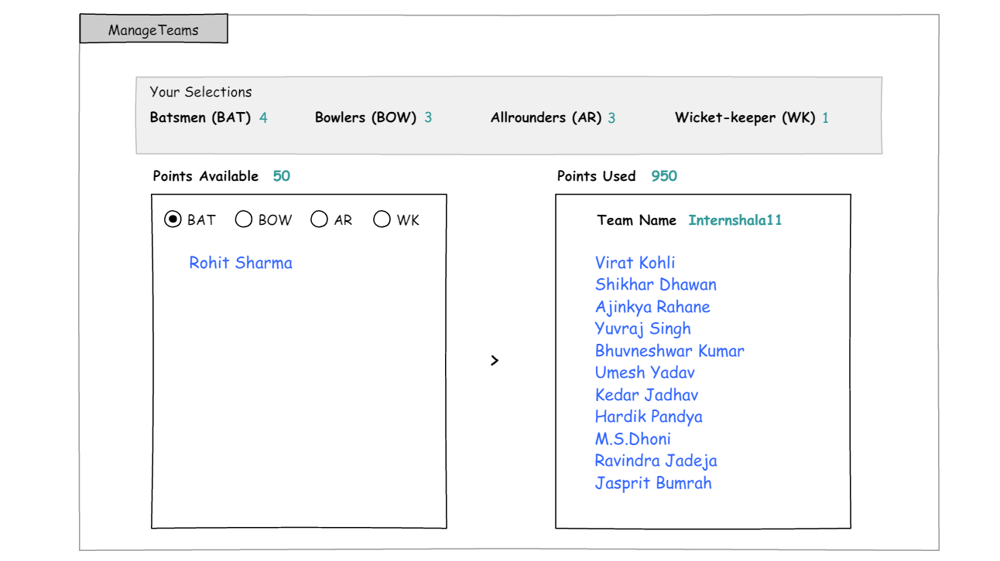 ManageTeams
Your Selections
Batsmen (BAT) 4 Bowlers (BOW) 3 Allrounders (AR) 3 Wicket-keeper (WK) 1
Points Available 50 Points Used 950
BAT BOW AR WK
Rohit Sharma
>
Team Name Internshala11
Virat Kohli
Shikhar Dhawan
Ajinkya Rahane
Yuvraj Singh
Bhuvneshwar Kumar
Umesh Yadav
Kedar Jadhav
Hardik Pandya
M.S.Dhoni
Ravindra Jadeja
Jasprit Bumrah